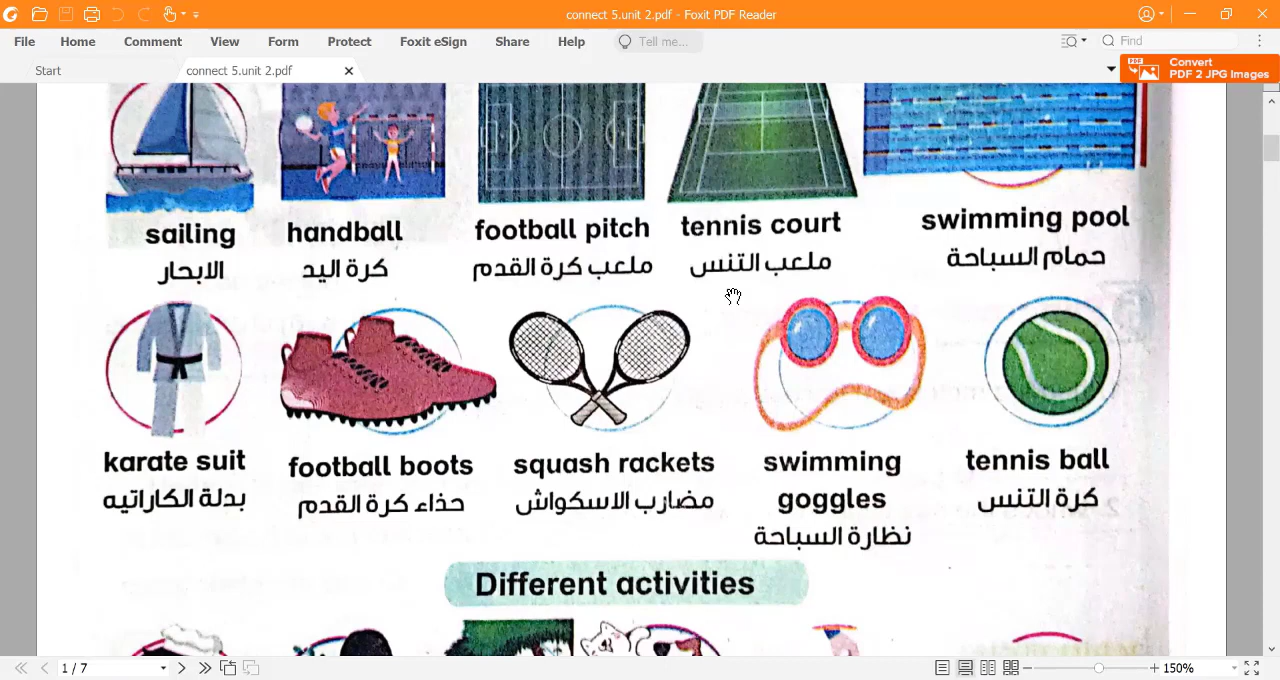 connect 5.unit 2.pdf - Foxit PDF Reader
File Home Comment View Form Protect Foxit eSign Share Help Tell me... Find
Start connect 5.unit 2.pdf
Convert
PDF 2 JPG Images
sailing handball football pitch tennis court swimming pool
الابحار كرة اليد ملعب كرة القدم ملعب التنس حمام السباحة
karate suit football boots squash rackets swimming goggles tennis ball
بدلة الكاراتيه حذاء كرة القدم مضارب الاسكواش نظارة السباحة كرة التنس
Different activities
1 / 7 150%